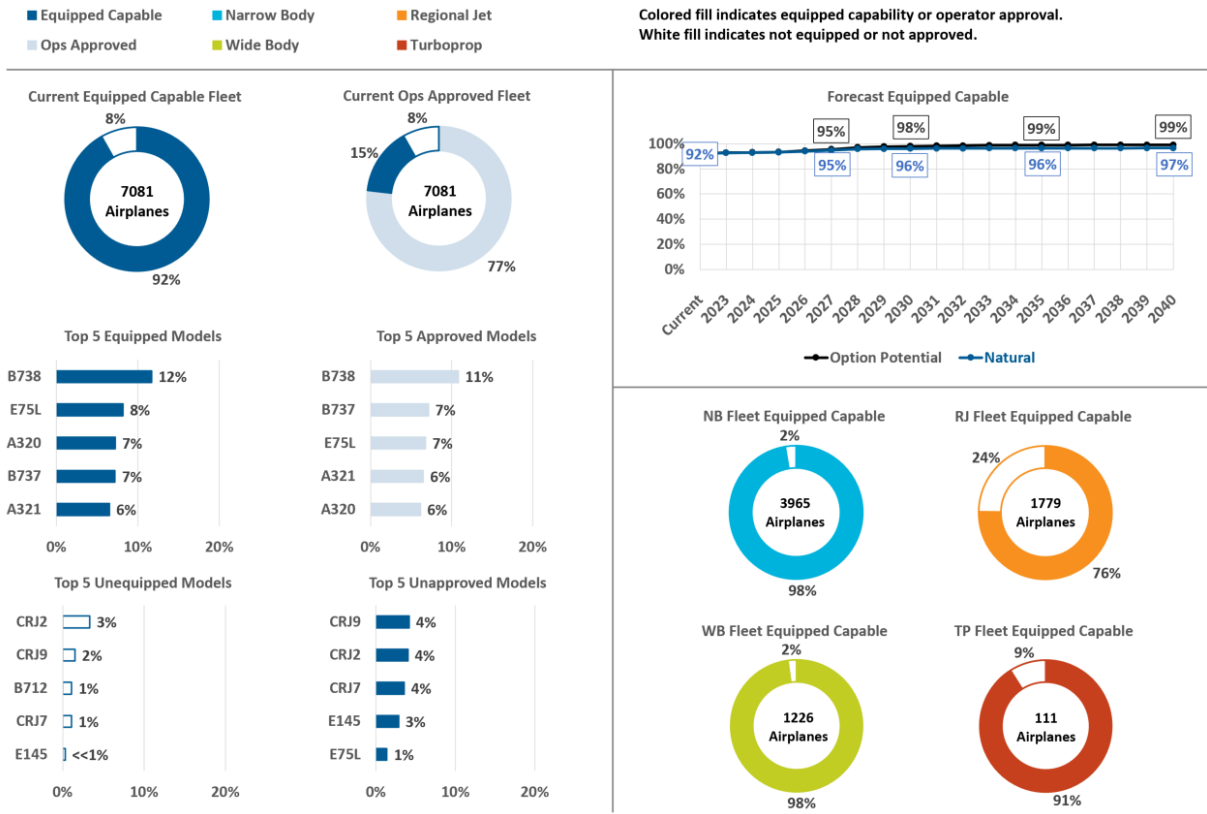 Equipped Capable
Narrow Body
Regional Jet
Ops Approved
Wide Body
Turboprop
Colored fill indicates equipped capability or operator approval.
White fill indicates not equipped or not approved.
Current Equipped Capable Fleet
8%
7081
Airplanes
92%
Current Ops Approved Fleet
8%
15%
7081
Airplanes
77%
Forecast Equipped Capable
95%
98%
99%
99%
100%
80%
60%
40%
20%
0%
92%
95%
96%
96%
97%
Current
2023
2024
2025
2026
2027
2028
2029
2030
2031
2032
2033
2034
2035
2036
2037
2038
2039
2040
Option Potential
Natural
Top 5 Equipped Models
B738 12%
E75L 8%
A320 7%
B737 7%
A321 6%
0% 10% 20%
Top 5 Approved Models
B738 11%
B737 7%
E75L 7%
A321 6%
A320 6%
0% 10% 20%
Top 5 Unequipped Models
CRJ2 3%
CRJ9 2%
B712 1%
CRJ7 1%
E145 <<1%
0% 10% 20%
Top 5 Unapproved Models
CRJ9 4%
CRJ2 4%
CRJ7 4%
E145 3%
E75L 1%
0% 10% 20%
NB Fleet Equipped Capable
2%
3965
Airplanes
98%
RJ Fleet Equipped Capable
24%
1779
Airplanes
76%
WB Fleet Equipped Capable
2%
1226
Airplanes
98%
TP Fleet Equipped Capable
9%
111
Airplanes
91%